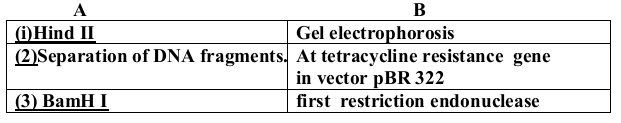 A B
(i)Hind II Gel electrophorosis
(2)Separation of DNA fragments. At tetracycline resistance gene
in vector pBR 322
(3) BamH I first restriction endonuclease